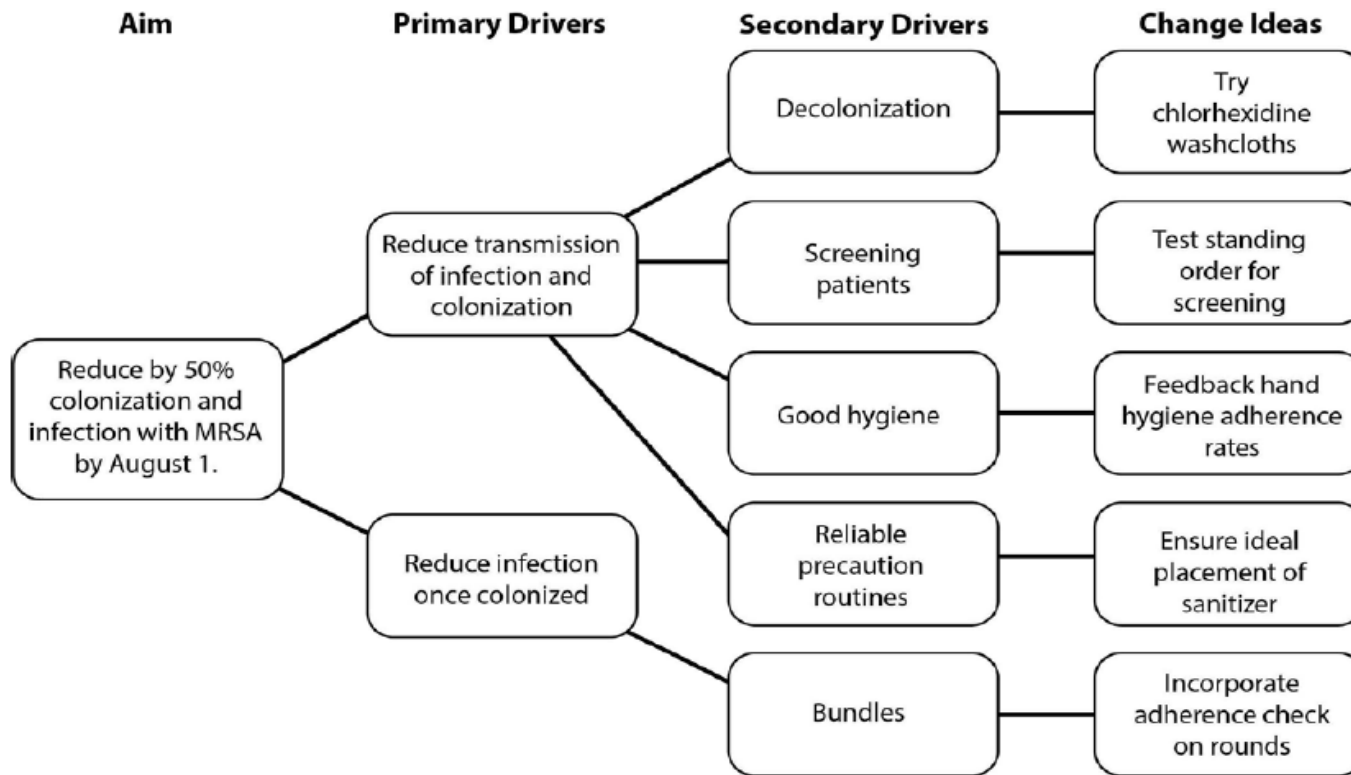 Aim
Primary Drivers
Secondary Drivers
Change Ideas
Reduce by 50%
colonization and
infection with MRSA
by August 1.
Reduce transmission
of infection and
colonization
Reduce infection
once colonized
Decolonization
Screening
patients
Good hygiene
Reliable
precaution
routines
Bundles
Try
chlorhexidine
washcloths
Test standing
order for
screening
Feedback hand
hygiene adherence
rates
Ensure ideal
placement of
sanitizer
Incorporate
adherence check
on rounds